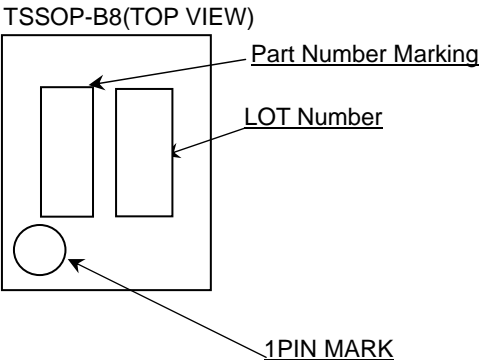 TSSOP-B8(TOP VIEW)
Part Number Marking
LOT Number
1PIN MARK